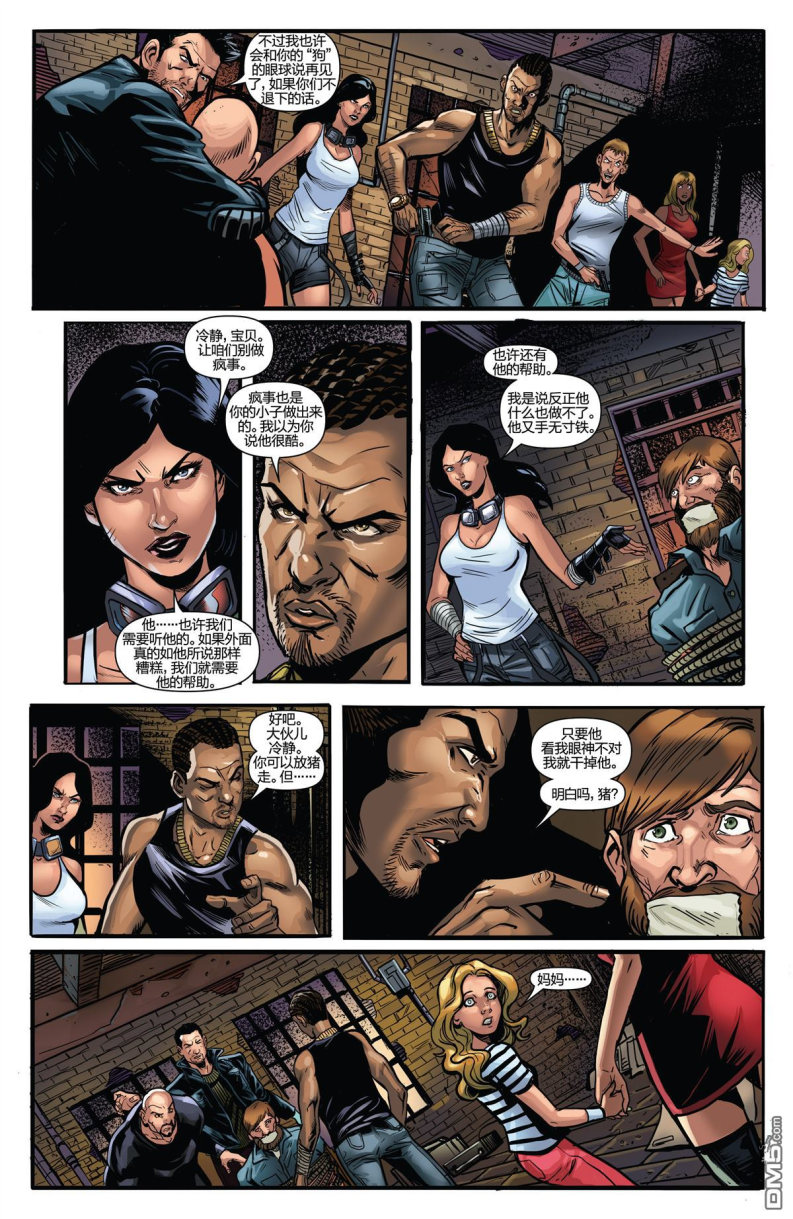 不过我也许
会和你的“狗”
的眼球说再见
了，如果你们不
退下的话。
冷静，宝贝。
让咱们别做
疯事。
疯事也是
你的小子做出来
的。我以为你
说他很酷。
他……也许我们
需要听他的。如果外面
真的如他所说那样
糟糕，我们就需要
他的帮助。
也许还有
他的帮助。
我是说反正他
什么也做不了。
他又手无寸铁。
好吧。
大伙儿
冷静。
你可以放猪
走。但……
只要他
看我眼神不对
我就干掉他。
明白吗，猪？
妈妈……
DM5.com